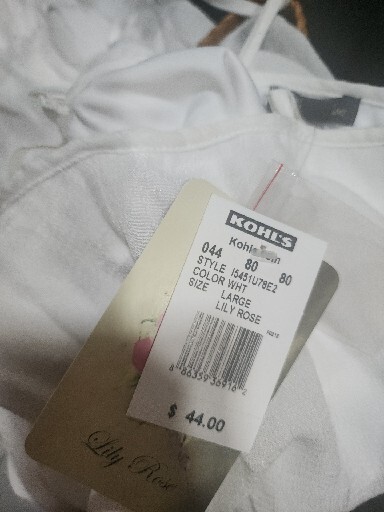 KOHL'S
044 80 80
STYLE I5451U78E2
COLOR WHT
SIZE LARGE
LILY ROSE
$ 44.00
Lily Rose